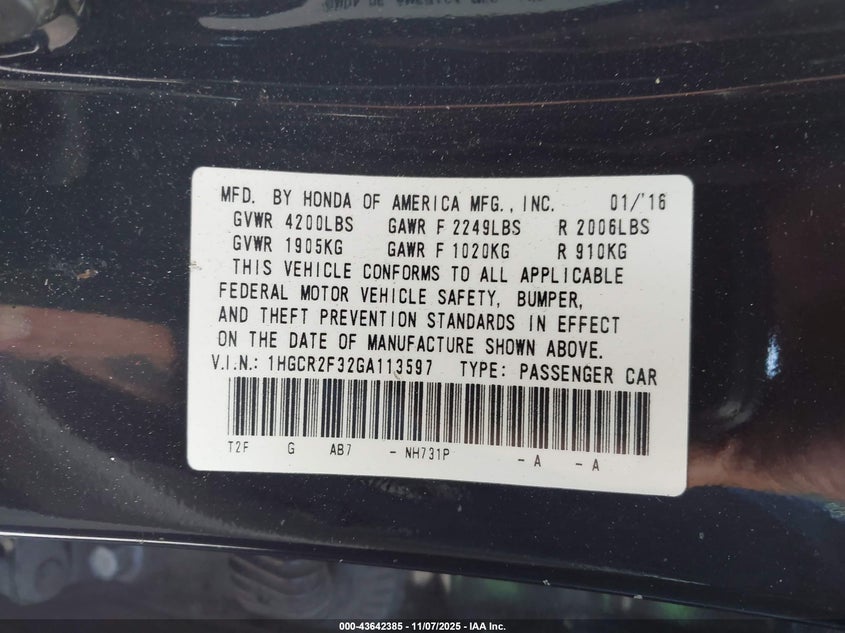 MFD. BY HONDA OF AMERICA MFG., INC. 01/'16
GVWR 4200LBS GAWR F 2249LBS R 2006LBS
GVWR 1905KG GAWR F 1020KG R 910KG
THIS VEHICLE CONFORMS TO ALL APPLICABLE
FEDERAL MOTOR VEHICLE SAFETY, BUMPER,
AND THEFT PREVENTION STANDARDS IN EFFECT
ON THE DATE OF MANUFACTURE SHOWN ABOVE.
V.I.N.: 1HGCR2F32GA113597 TYPE: PASSENGER CAR
T2F G AB7 - NH731P - A - A
000-43642385 - 11/07/2025 - IAA Inc.